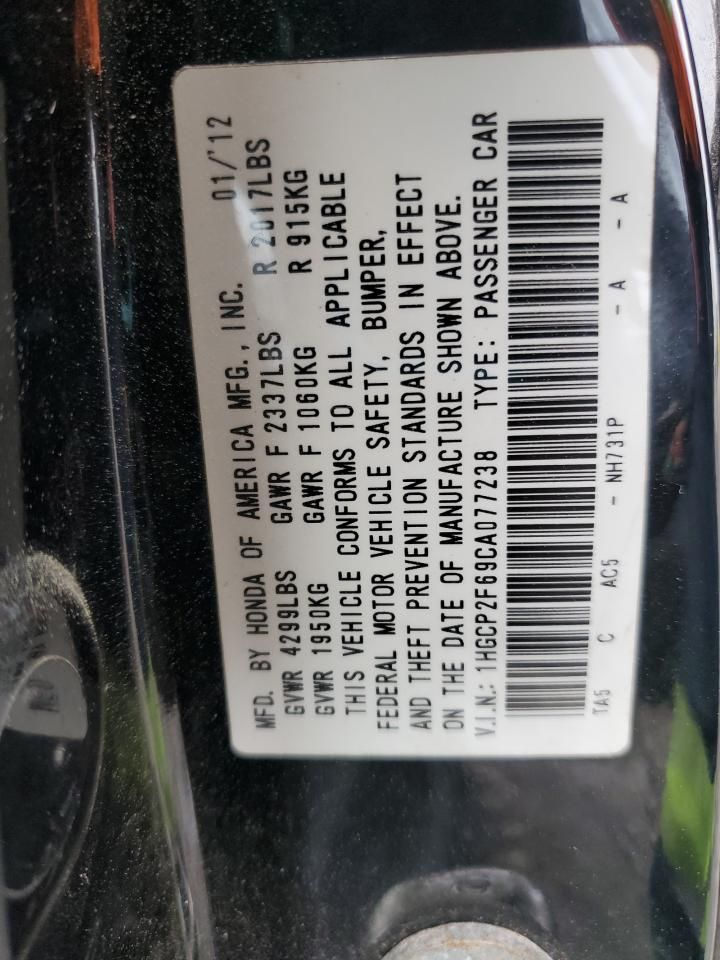 MFD. BY HONDA OF AMERICA MFG., INC. 01/'12
GVWR 4299LBS GAWR F 2337LBS R 2017LBS
GVWR 1950KG GAWR F 1060KG R 915KG
THIS VEHICLE CONFORMS TO ALL APPLICABLE
FEDERAL MOTOR VEHICLE SAFETY, BUMPER,
AND THEFT PREVENTION STANDARDS IN EFFECT
ON THE DATE OF MANUFACTURE SHOWN ABOVE.
V.I.N.: 1HGCP2F69CA077238 TYPE: PASSENGER CAR
TA5 C AC5 - NH731P - A - A